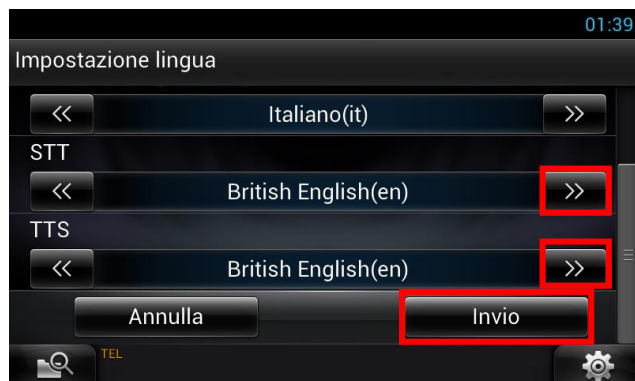 01:39
Impostazione lingua
<< Italiano(it) >>
STT
<< British English(en) >>
TTS
<< British English(en) >>
Annulla Invio
TEL